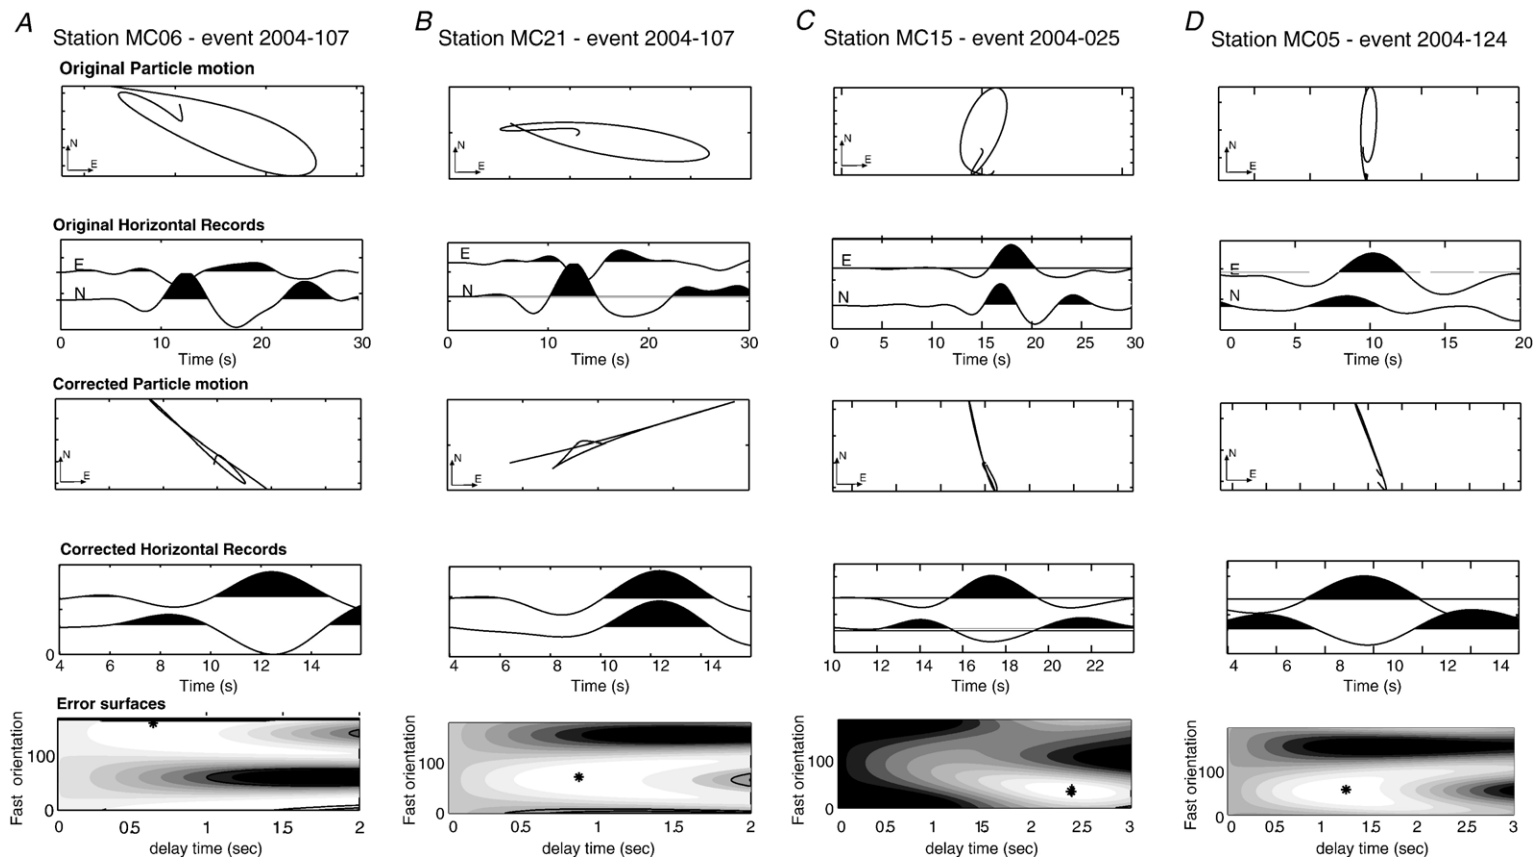 A
Station MC06 - event 2004-107
B
Station MC21 - event 2004-107
C
Station MC15 - event 2004-025
D
Station MC05 - event 2004-124
Original Particle motion
N
E
N
E
N
E
N
E
Original Horizontal Records
E
N
E
N
E
N
E
N
0 10 20 30
Time (s)
0 10 20 30
Time (s)
0 5 10 15 20 25 30
Time (s)
0 5 10 15 20
Time (s)
Corrected Particle motion
N
E
N
E
N
E
N
E
Corrected Horizontal Records
0
4 6 8 10 12 14
Time (s)
4 6 8 10 12 14
Time (s)
10 12 14 16 18 20 22
Time (s)
4 6 8 10 12 14
Time (s)
Error surfaces
Fast orientation
100
0
0 05 1 15 2
delay time (sec)
Fast orientation
100
0
0 0.5 1 1.5 2
delay time (sec)
Fast orientation
100
0
0 0.5 1 15 2 2.5 3
delay time (sec)
Fast orientation
100
0
0 0.5 1 1.5 2 2.5 3
delay time (sec)